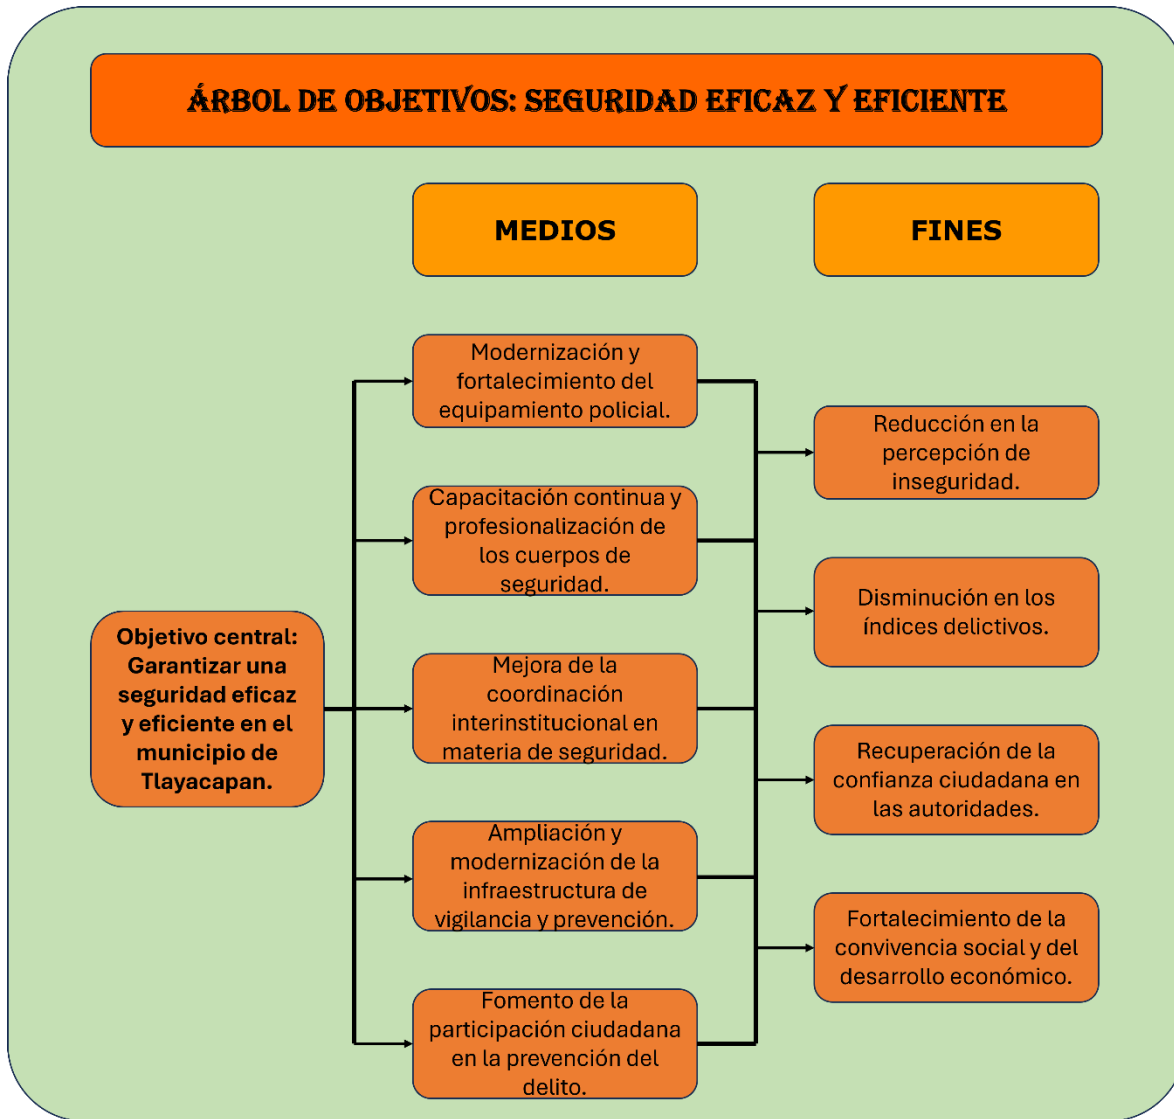 ÁRBOL DE OBJETIVOS: SEGURIDAD EFICAZ Y EFICIENTE
MEDIOS
FINES
Objetivo central:
Garantizar una
seguridad eficaz
y eficiente en el
municipio de
Tlayacapan.
Modernización y
fortalecimiento del
equipamiento policial.
Capacitación continua y
profesionalización de
los cuerpos de
seguridad.
Mejora de la
coordinación
interinstitucional en
materia de seguridad.
Ampliación y
modernización de la
infraestructura de
vigilancia y prevención.
Fomento de la
participación ciudadana
en la prevención del
delito.
Reducción en la
percepción de
inseguridad.
Disminución en los
índices delictivos.
Recuperación de la
confianza ciudadana en
las autoridades.
Fortalecimiento de la
convivencia social y del
desarrollo económico.